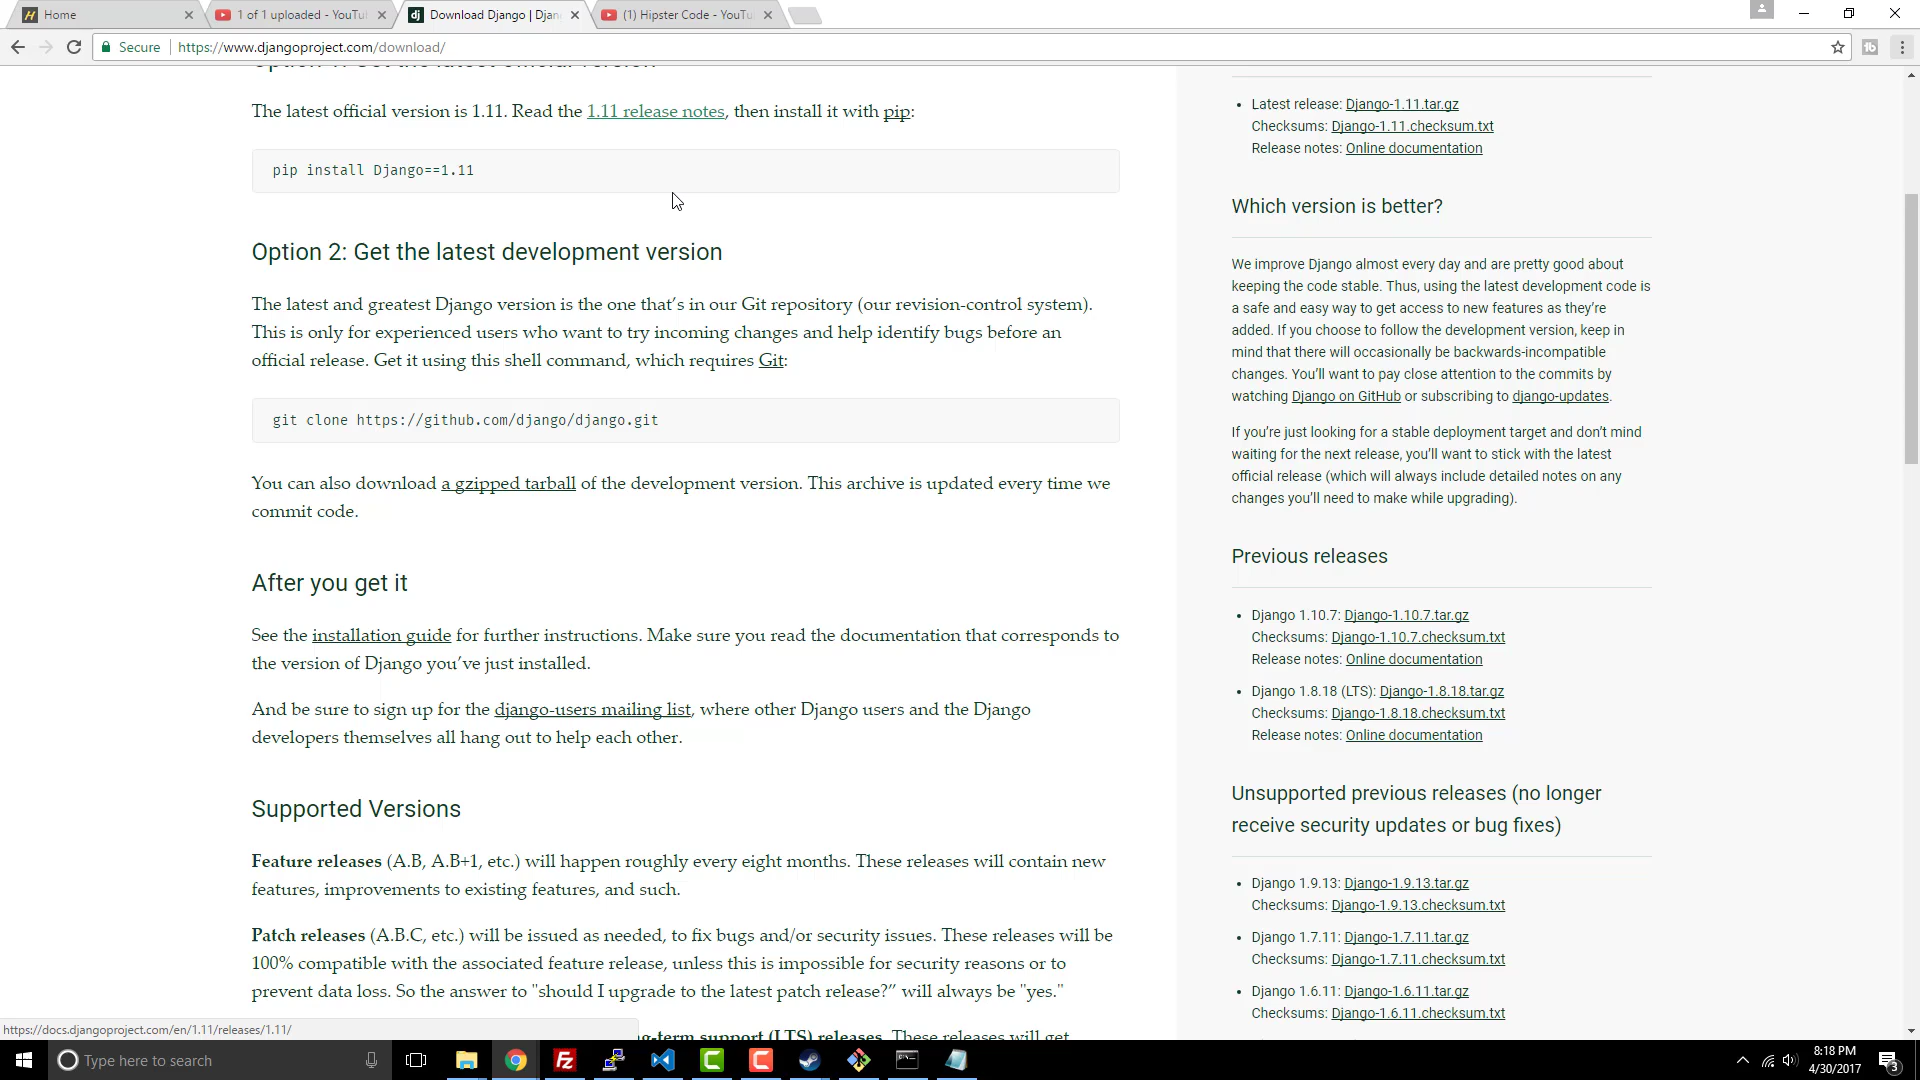 Home
1 of 1 uploaded - YouTu
Download Django | Djan
(1) Hipster Code - YouTu
Secure
https://www.djangoproject.com/download/
The latest official version is 1.11. Read the 1.11 release notes, then install it with pip:
pip install Django==1.11
Option 2: Get the latest development version
The latest and greatest Django version is the one that’s in our Git repository (our revision-control system).
This is only for experienced users who want to try incoming changes and help identify bugs before an
official release. Get it using this shell command, which requires Git:
git clone https://github.com/django/django.git
You can also download a gzipped tarball of the development version. This archive is updated every time we
commit code.
After you get it
See the installation guide for further instructions. Make sure you read the documentation that corresponds to
the version of Django you’ve just installed.
And be sure to sign up for the django-users mailing list, where other Django users and the Django
developers themselves all hang out to help each other.
Supported Versions
Feature releases (A.B, A.B+1, etc.) will happen roughly every eight months. These releases will contain new
features, improvements to existing features, and such.
Patch releases (A.B.C, etc.) will be issued as needed, to fix bugs and/or security issues. These releases will be
100% compatible with the associated feature release, unless this is impossible for security reasons or to
prevent data loss. So the answer to "should I upgrade to the latest patch release?” will always be "yes."
g-term support (LTS) releases. These releases will get
https://docs.djangoproject.com/en/1.11/releases/1.11/
Latest release: Django-1.11.tar.gz
Checksums: Django-1.11.checksum.txt
Release notes: Online documentation
Which version is better?
We improve Django almost every day and are pretty good about
keeping the code stable. Thus, using the latest development code is
a safe and easy way to get access to new features as they’re
added. If you choose to follow the development version, keep in
mind that there will occasionally be backwards-incompatible
changes. You’ll want to pay close attention to the commits by
watching Django on GitHub or subscribing to django-updates.
If you’re just looking for a stable deployment target and don’t mind
waiting for the next release, you’ll want to stick with the latest
official release (which will always include detailed notes on any
changes you’ll need to make while upgrading).
Previous releases
Django 1.10.7: Django-1.10.7.tar.gz
Checksums: Django-1.10.7.checksum.txt
Release notes: Online documentation
Django 1.8.18 (LTS): Django-1.8.18.tar.gz
Checksums: Django-1.8.18.checksum.txt
Release notes: Online documentation
Unsupported previous releases (no longer
receive security updates or bug fixes)
Django 1.9.13: Django-1.9.13.tar.gz
Checksums: Django-1.9.13.checksum.txt
Django 1.7.11: Django-1.7.11.tar.gz
Checksums: Django-1.7.11.checksum.txt
Django 1.6.11: Django-1.6.11.tar.gz
Checksums: Django-1.6.11.checksum.txt
Type here to search
8:18 PM
4/30/2017
3